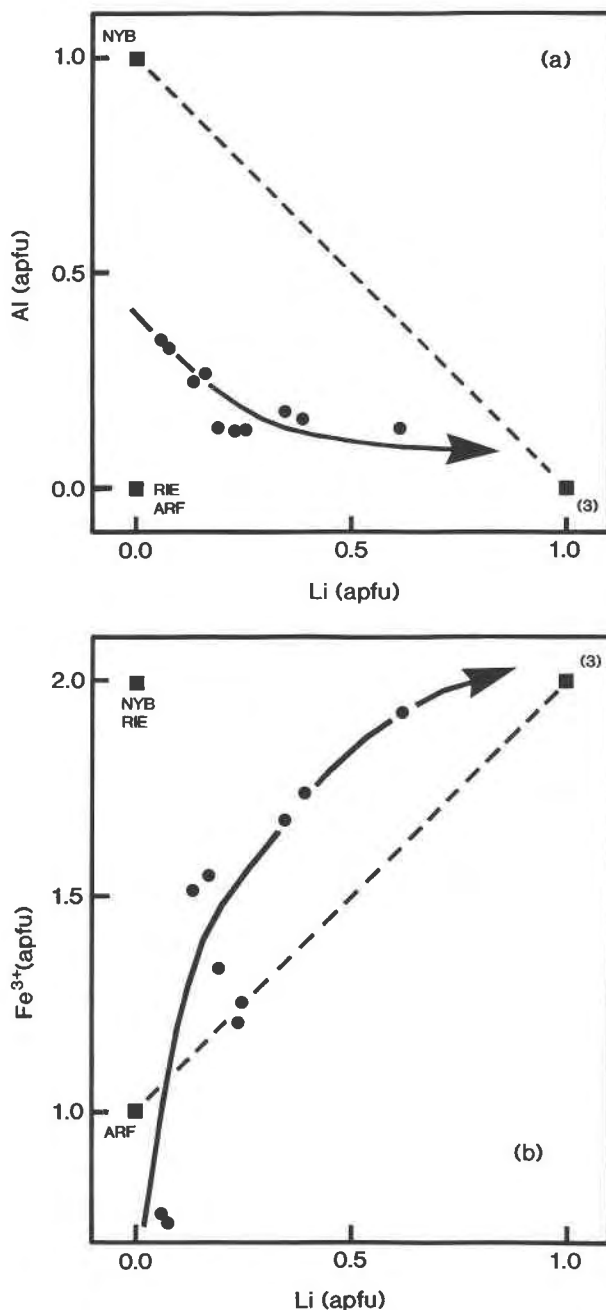 NYB
(a)
1.0
Al (apfu)
0.5
0.0
RIE
ARF
(3)
0.0
0.5
1.0
Li (apfu)
(3)
2.0
NYB
RIE
Fe3+(apfu)
1.5
1.0
ARF
(b)
0.0
0.5
1.0
Li (apfu)